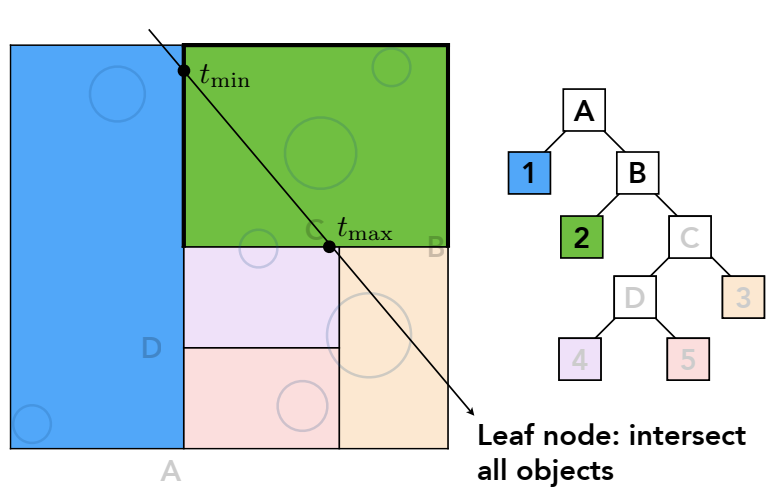 t_min
A
1
B
C
t_max
B
2
C
D
3
D
4
5
Leaf node: intersect
all objects
A